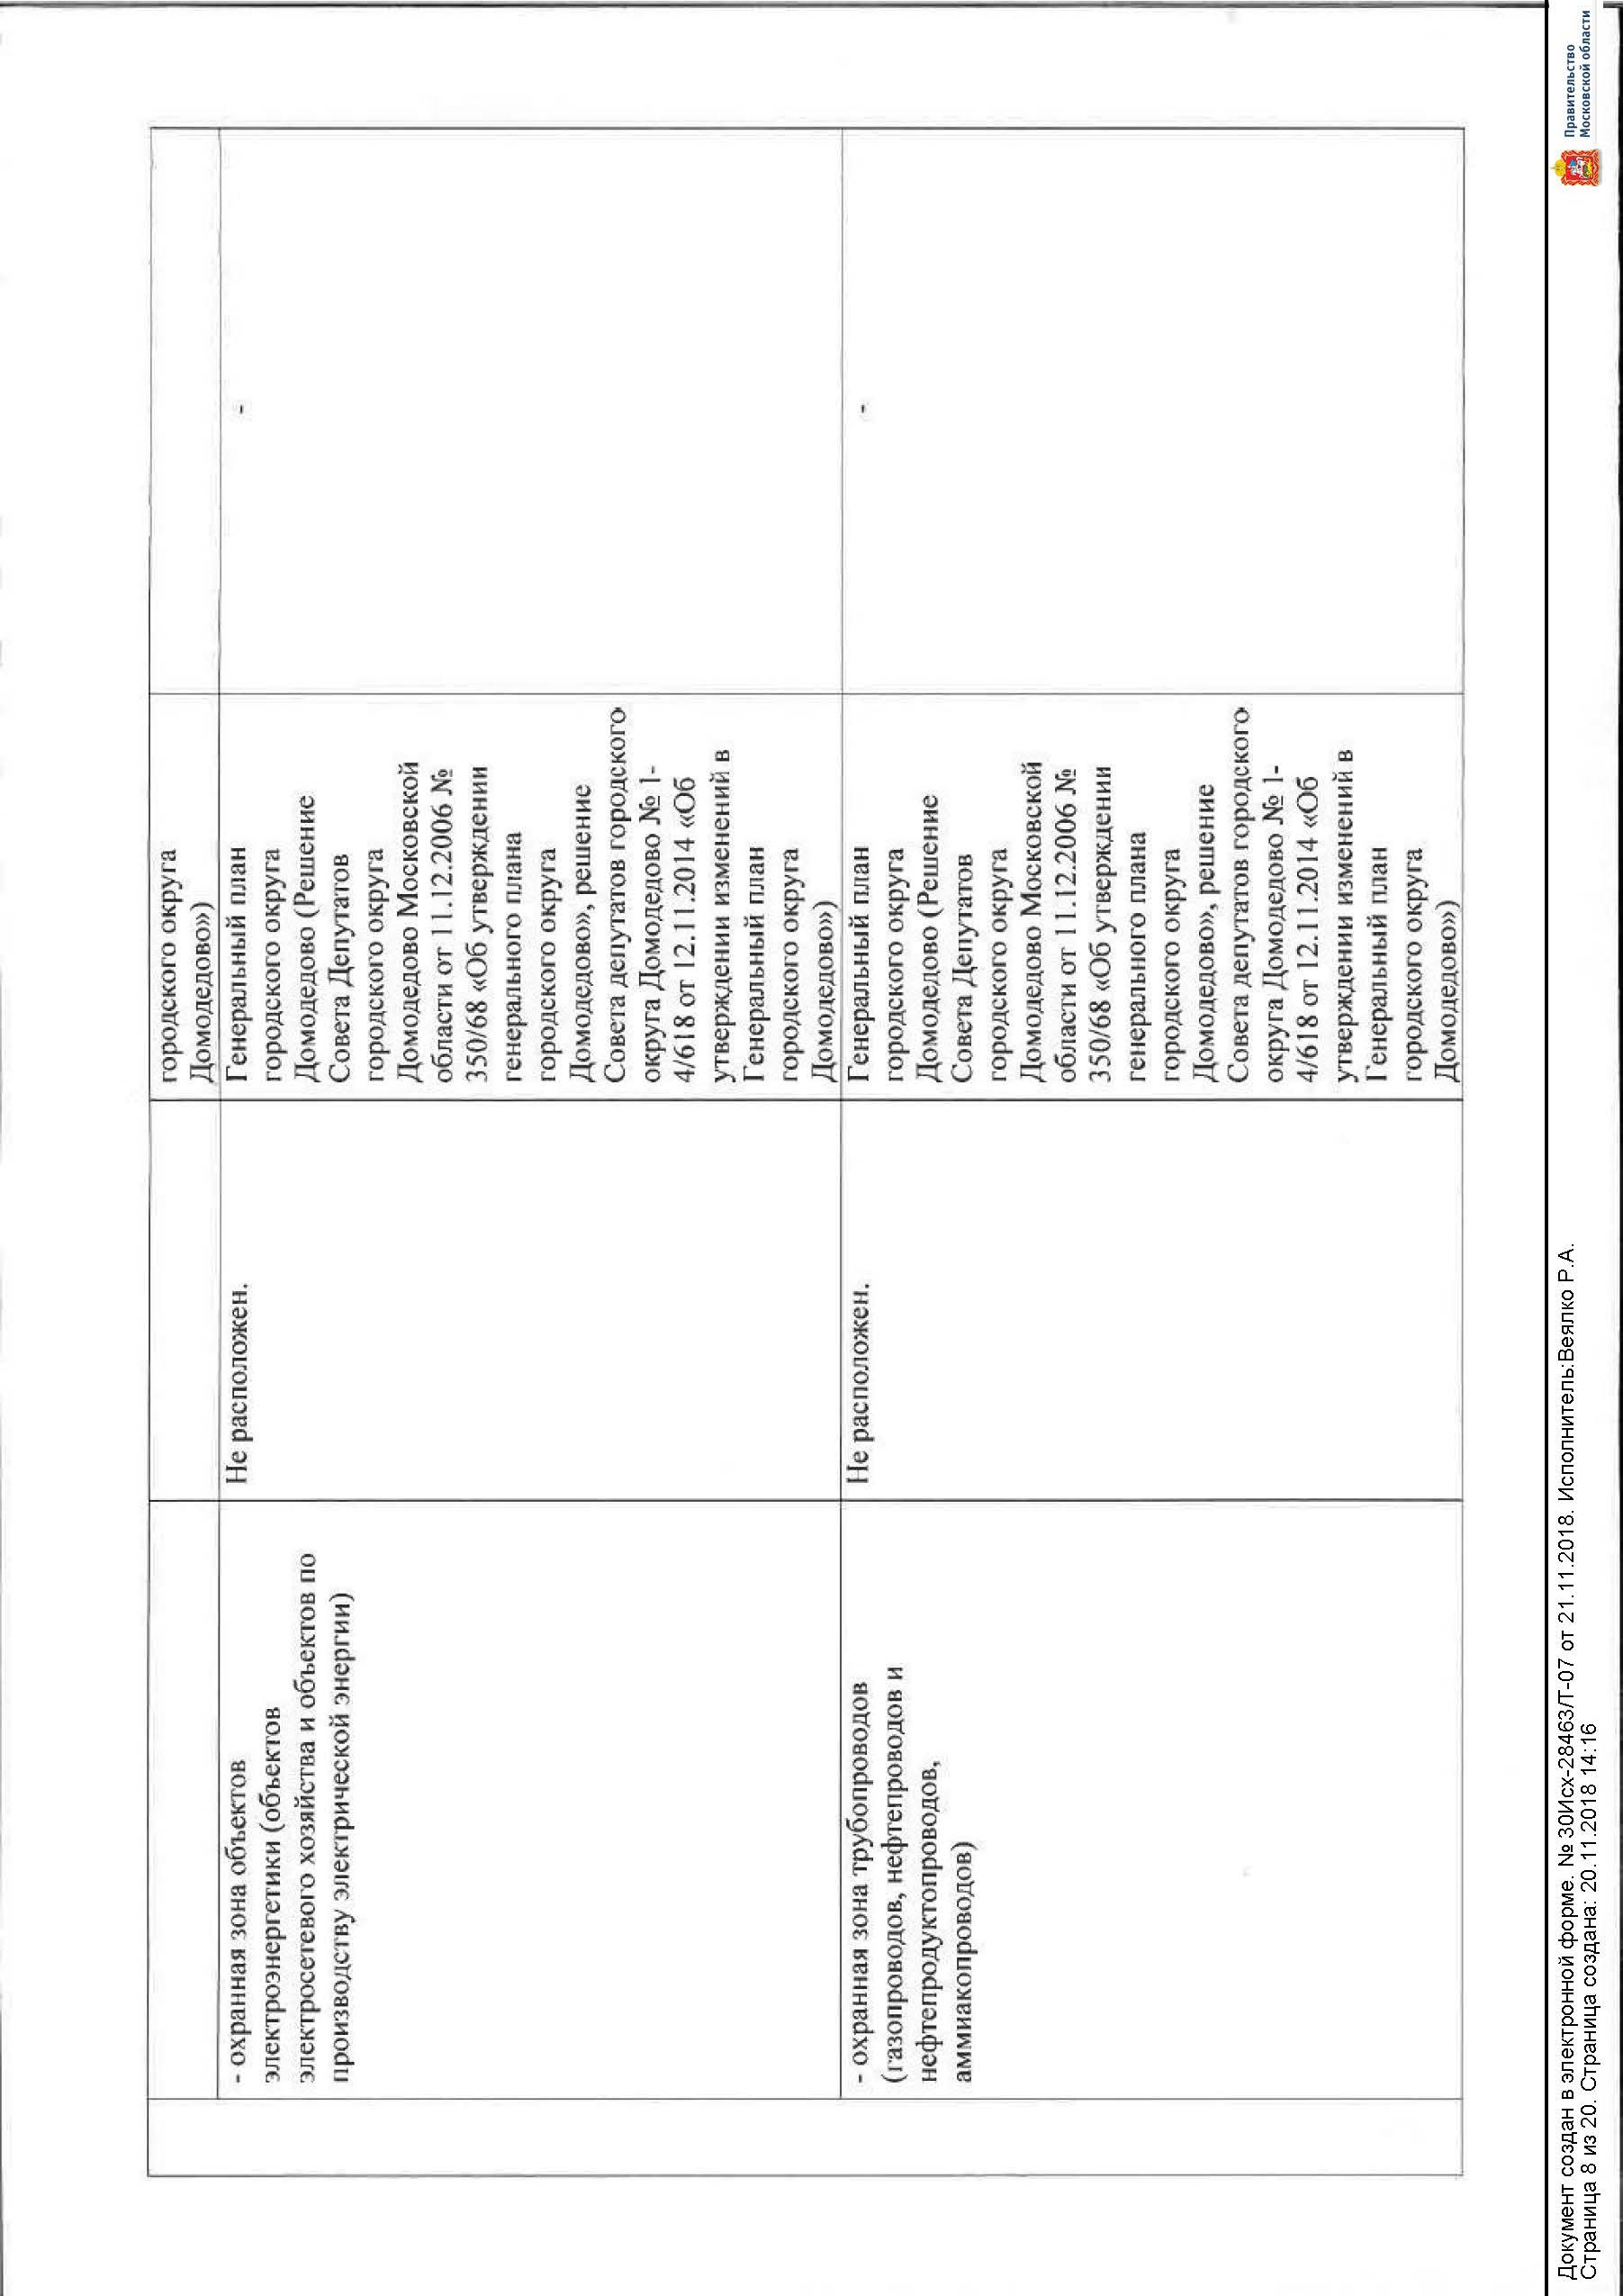 городского округа
Домодедово»)
- охранная зона объектов
электроэнергетики (объектов
электросетевого хозяйства и объектов по
производству электрической энергии)
Не расположен.
Генеральный план
городского округа
Домодедово (Решение
Совета Депутатов
городского округа
Домодедово Московской
области от 11.12.2006 №
350/68 «Об утверждении
генерального плана
городского округа
Домодедово», решение
Совета депутатов городского
округа Домодедово № 1-
4/618 от 12.11.2014 «Об
утверждении изменений в
Генеральный план
городского округа
Домодедово»)
-
- охранная зона трубопроводов
(газопроводов, нефтепроводов и
нефтепродуктопроводов,
аммиакопроводов)
Не расположен.
Генеральный план
городского округа
Домодедово (Решение
Совета Депутатов
городского округа
Домодедово Московской
области от 11.12.2006 №
350/68 «Об утверждении
генерального плана
городского округа
Домодедово», решение
Совета депутатов городского
округа Домодедово № 1-
4/618 от 12.11.2014 «Об
утверждении изменений в
Генеральный план
городского округа
Домодедово»)
-
Документ создан в электронной форме. № 30Исх-28463/Т-07 от 21.11.2018. Исполнитель:Веялко Р.А.
Страница 8 из 20. Страница создана: 20.11.2018 14:16
Правительство
Московской области